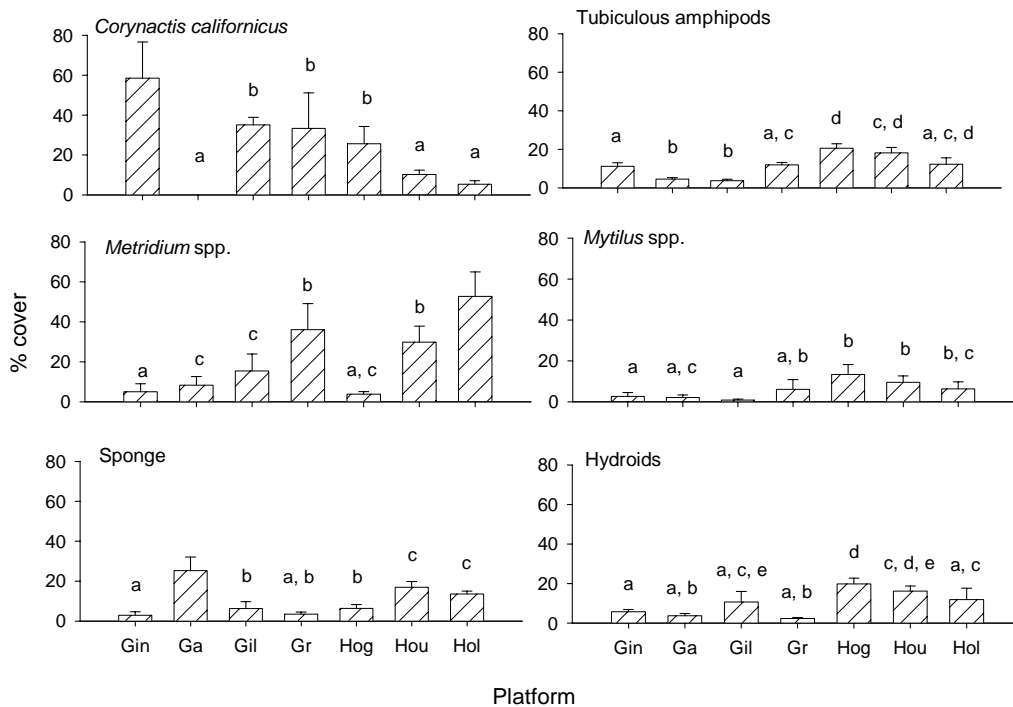 Corynactis californicus
80
60
40
20
0
a
b
b
b
a
a
Tubiculous amphipods
80
60
40
20
0
a
b
b
a, c
d
c, d
a, c, d
% cover
Metridium spp.
80
60
40
20
0
a
c
c
b
a, c
b
Mytilus spp.
80
60
40
20
0
a
a, c
a
a, b
b
b
b, c
Sponge
80
60
40
20
0
a
b
a, b
b
c
c
Gin Ga Gil Gr Hog Hou Hol
Hydroids
80
60
40
20
0
a
a, b
a, c, e
a, b
d
c, d, e
a, c
Gin Ga Gil Gr Hog Hou Hol
Platform